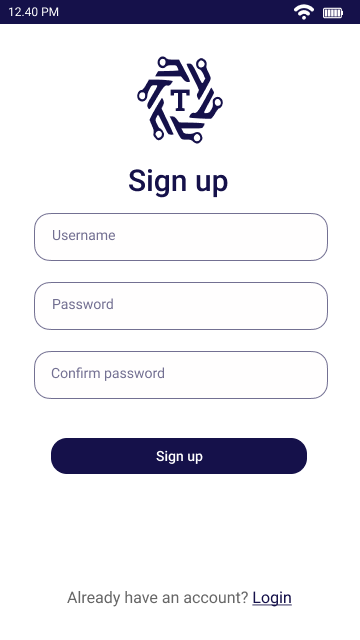 12.40 PM
T
Sign up
Username
Password
Confirm password
Sign up
Already have an account? Login